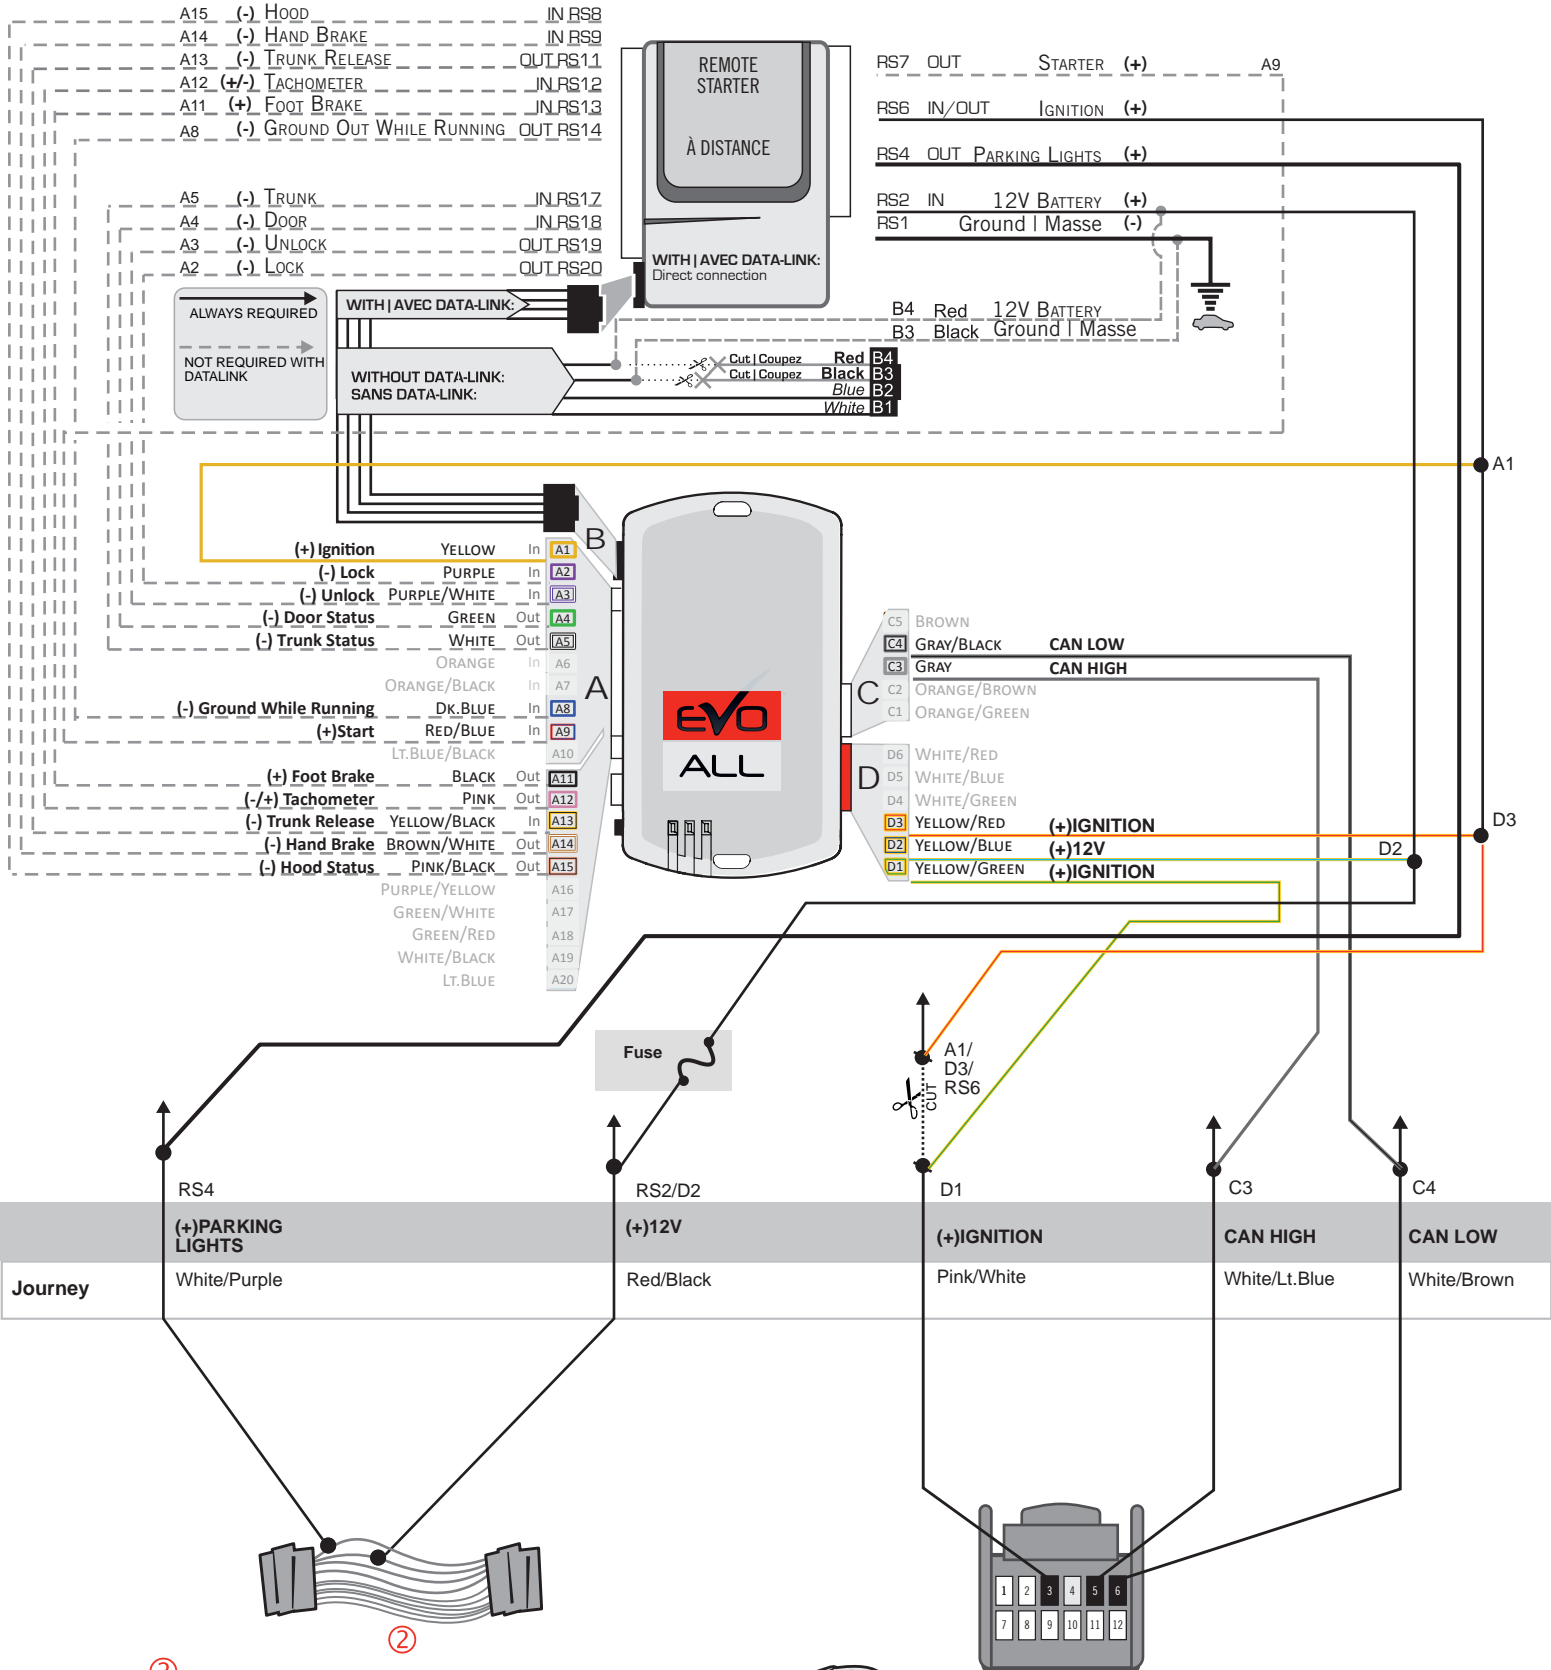 A15 (-) HOOD IN RS8
A14 (-) HAND BRAKE IN RS9
A13 (-) TRUNK RELEASE OUT RS11
A12 (+/-) TACHOMETER IN RS12
A11 (+) FOOT BRAKE IN RS13
A8 (-) GROUND OUT WHILE RUNNING OUT RS14
A5 (-) TRUNK IN RS17
A4 (-) DOOR IN RS18
A3 (-) UNLOCK OUT RS19
A2 (-) LOCK OUT RS20
REMOTE
STARTER
À DISTANCE
WITH | AVEC DATA-LINK:
Direct connection
RS7 OUT STARTER (+) A9
RS6 IN/OUT IGNITION (+)
RS4 OUT PARKING LIGHTS (+)
RS2 IN 12V BATTERY (+)
RS1 Ground | Masse (-)
ALWAYS REQUIRED
NOT REQUIRED WITH
DATALINK
WITH | AVEC DATA-LINK:
WITHOUT DATA-LINK:
SANS DATA-LINK:
B4 Red 12V BATTERY
B3 Black Ground | Masse
Cut | Coupez Red B4
Cut | Coupez Black B3
Blue B2
White B1
A1
B
(+) Ignition YELLOW In A1
(-) Lock PURPLE In A2
(-) Unlock PURPLE/WHITE In A3
(-) Door Status GREEN Out A4
(-) Trunk Status WHITE Out A5
ORANGE In A6
ORANGE/BLACK In A7
(-) Ground While Running DK.BLUE In A8
(+)Start RED/BLUE In A9
LT.BLUE/BLACK A10
(+) Foot Brake BLACK Out A11
(-/+) Tachometer PINK Out A12
(-) Trunk Release YELLOW/BLACK In A13
(-) Hand Brake BROWN/WHITE Out A14
(-) Hood Status PINK/BLACK Out A15
PURPLE/YELLOW A16
GREEN/WHITE A17
GREEN/RED A18
WHITE/BLACK A19
LT.BLUE A20
A
EVO
ALL
C
C5 BROWN
C4 GRAY/BLACK CAN LOW
C3 GRAY CAN HIGH
C2 ORANGE/BROWN
C1 ORANGE/GREEN
D
D6 WHITE/RED
D5 WHITE/BLUE
D4 WHITE/GREEN
D3 YELLOW/RED (+)IGNITION
D2 YELLOW/BLUE (+)12V
D1 YELLOW/GREEN (+)IGNITION
D3
D2
Fuse
A1/
D3/
RS6
CUT
RS4 RS2/D2 D1 C3 C4
(+)PARKING
LIGHTS
(+)12V
(+)IGNITION
CAN HIGH
CAN LOW
Journey White/Purple Red/Black Pink/White White/Lt.Blue White/Brown
1 2 3 4 5 6
7 8 9 10 11 12
②